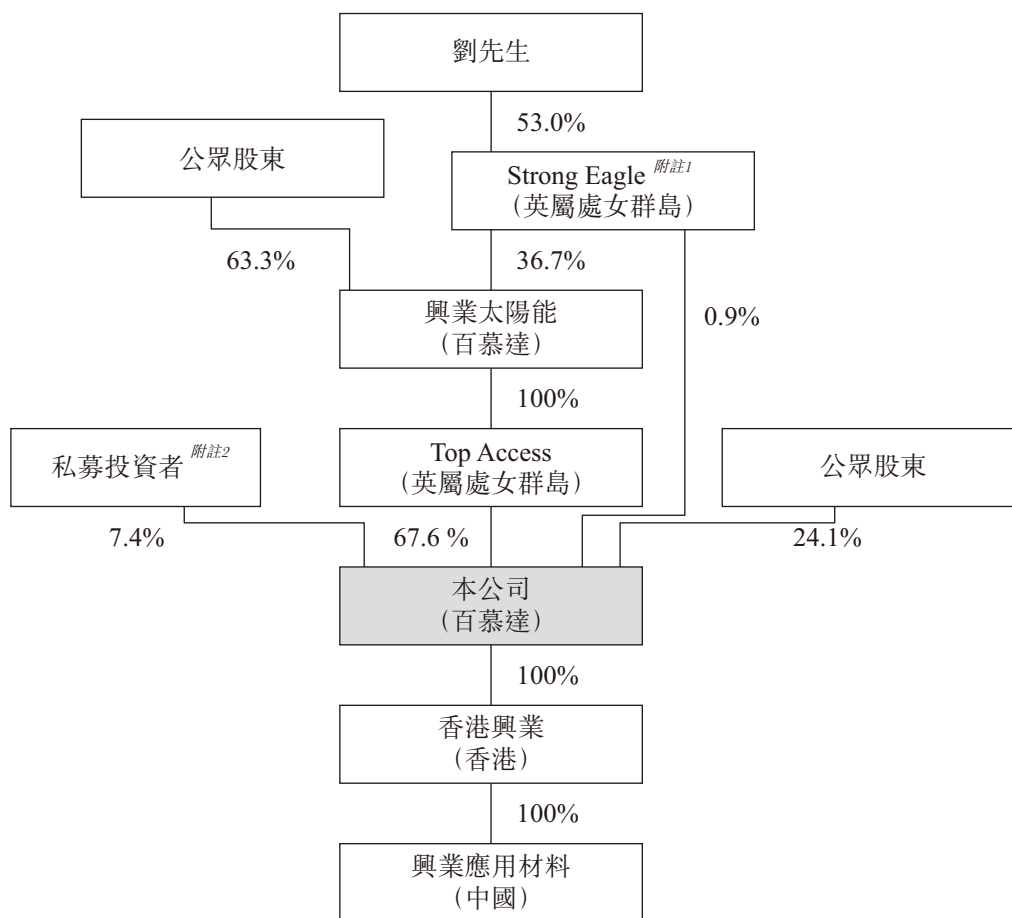 劉先生
53.0%
公眾股東
Strong Eagle 附註1
（英屬處女群島）
63.3%
36.7%
興業太陽能
（百慕達）
0.9%
100%
私募投資者 附註2
Top Access
（英屬處女群島）
公眾股東
7.4%
67.6 %
24.1%
本公司
（百慕達）
100%
香港興業
（香港）
100%
興業應用材料
（中國）